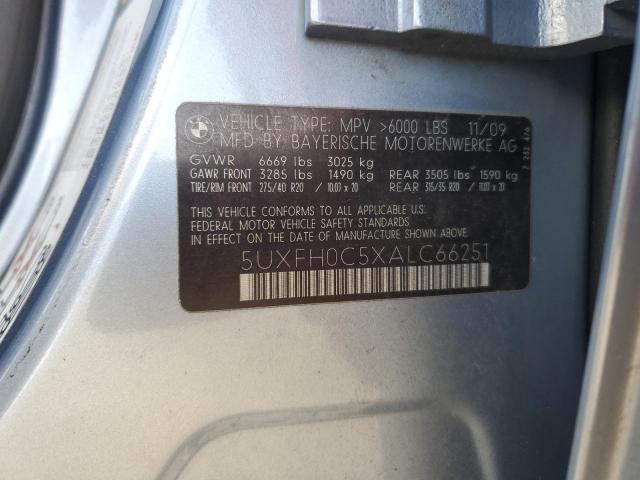 VEHICLE TYPE: MPV >6000 LBS 11/09
MFD BY BAYERISCHE MOTORENWERKE AG
GVWR 6669 lbs 3025 kg
GAWR FRONT 3285 lbs 1490 kg REAR 3505 lbs 1590 kg
TIRE/RIM FRONT 275/40 R20 / 10.0J x 20 REAR 315/35 R20 / 11.0J x 20
THIS VEHICLE CONFORMS TO ALL APPLICABLE U.S.
FEDERAL MOTOR VEHICLE SAFETY STANDARDS
IN EFFECT ON THE DATE OF MANUFACTURE SHOWN ABOVE.
5UXFH0C5XALC66251